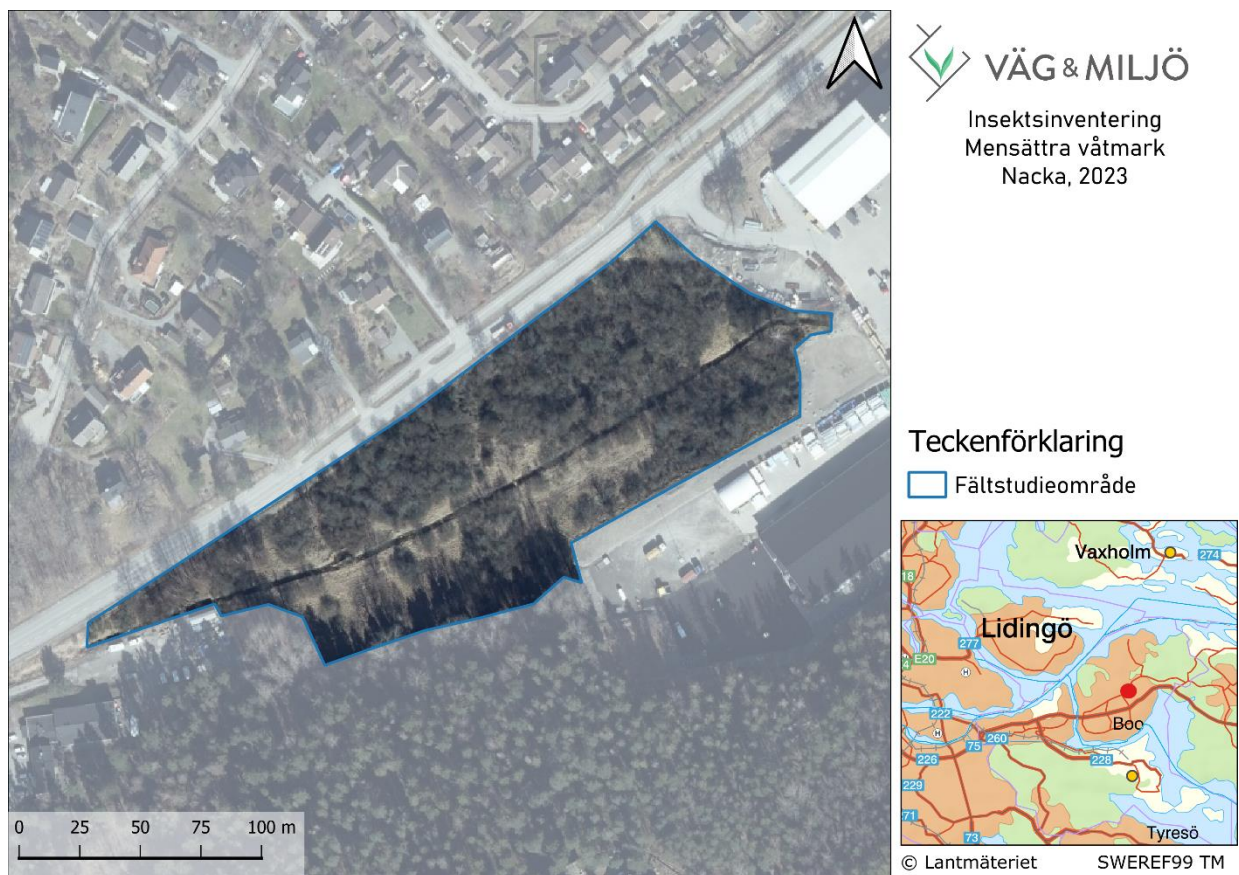 VÄG & MILJÖ
Insektsinventering
Mensättra våtmark
Nacka, 2023
Teckenförklaring
Fältstudieområde
Vaxholm
274
18
Lidingö
277
E20
H
222
H
Boo
260
75
226
228
229
73
Tyresö
0 25 50 75 100 m
© Lantmäteriet SWEREF99 TM